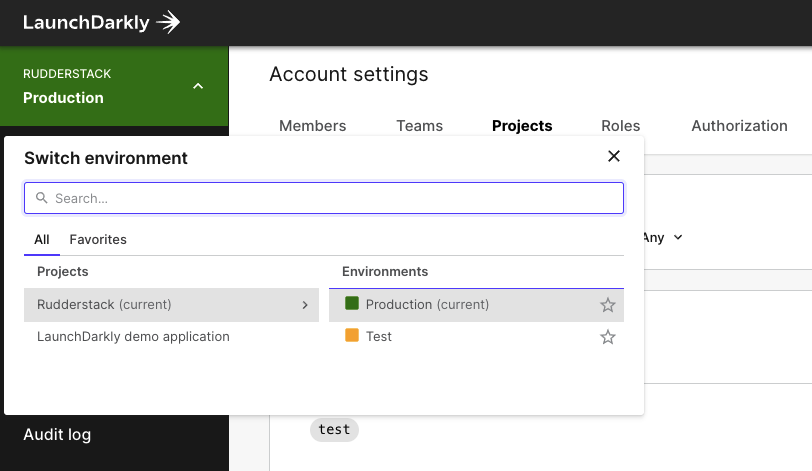 LaunchDarkly
RUDDERSTACK
Production
Account settings
Members Teams Projects Roles Authorization
Switch environment
Search...
Any
All Favorites
Projects Environments
Rudderstack (current) Production (current)
LaunchDarkly demo application Test
Audit log
test